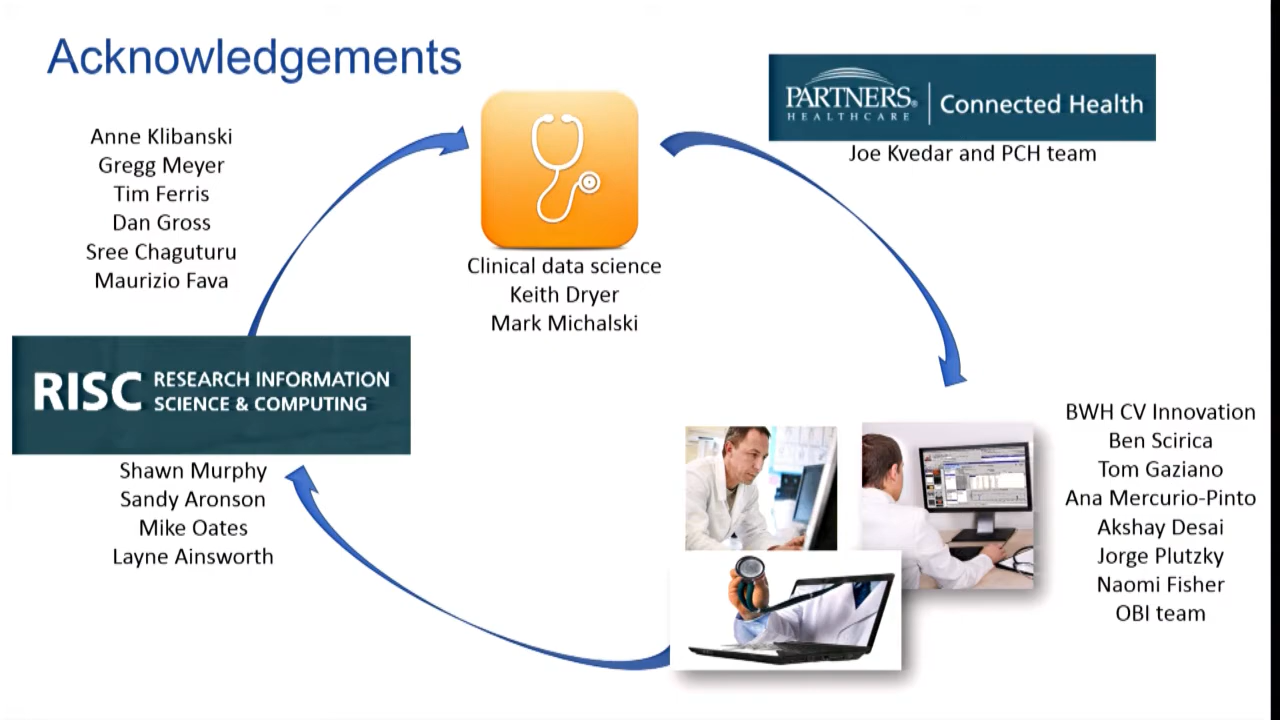 Acknowledgements
Anne Klibanski
Gregg Meyer
Tim Ferris
Dan Gross
Sree Chaguturu
Maurizio Fava
RISC RESEARCH INFORMATION
SCIENCE & COMPUTING
Shawn Murphy
Sandy Aronson
Mike Oates
Layne Ainsworth
Clinical data science
Keith Dryer
Mark Michalski
PARTNERS® Connected Health
HEALTHCARE
Joe Kvedar and PCH team
BWH CV Innovation
Ben Scirica
Tom Gaziano
Ana Mercurio-Pinto
Akshay Desai
Jorge Plutzky
Naomi Fisher
OBI team